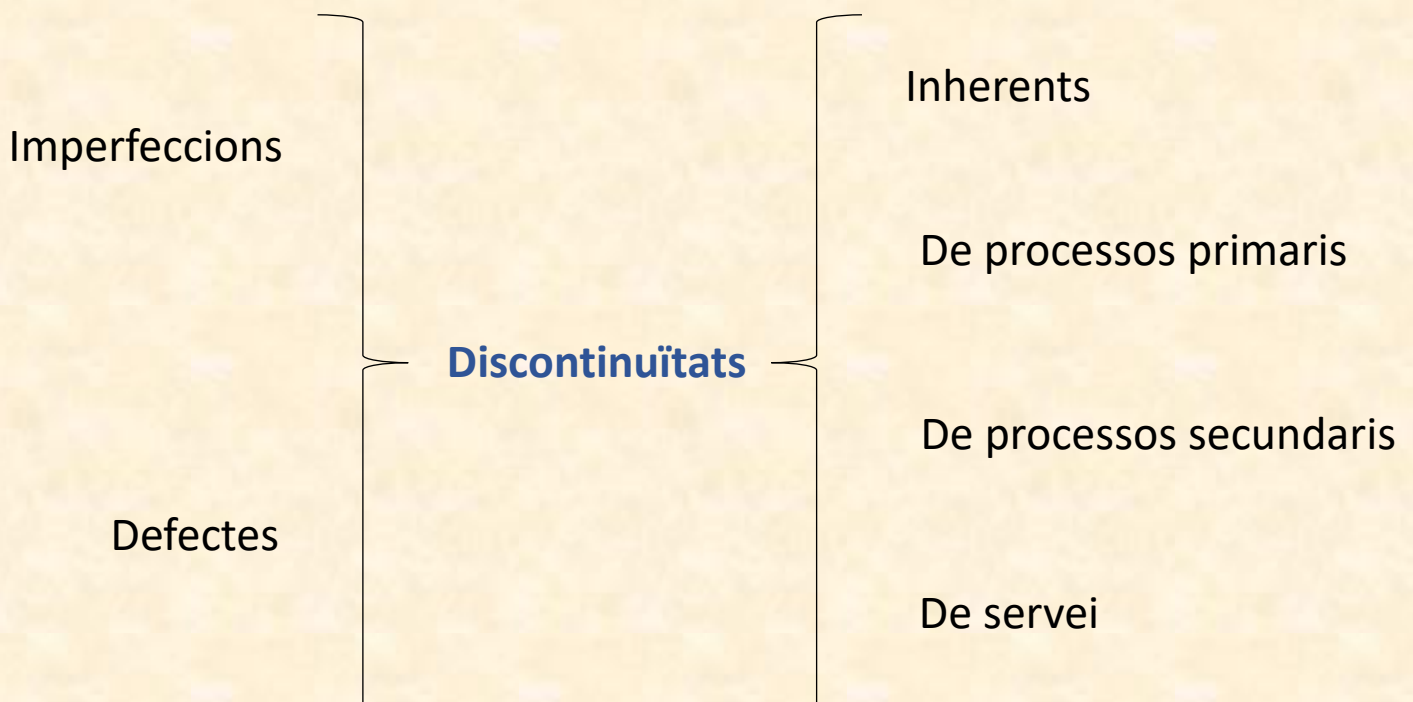 Imperfeccions
Defectes
Discontinuïtats
Inherents
De processos primaris
De processos secundaris
De servei